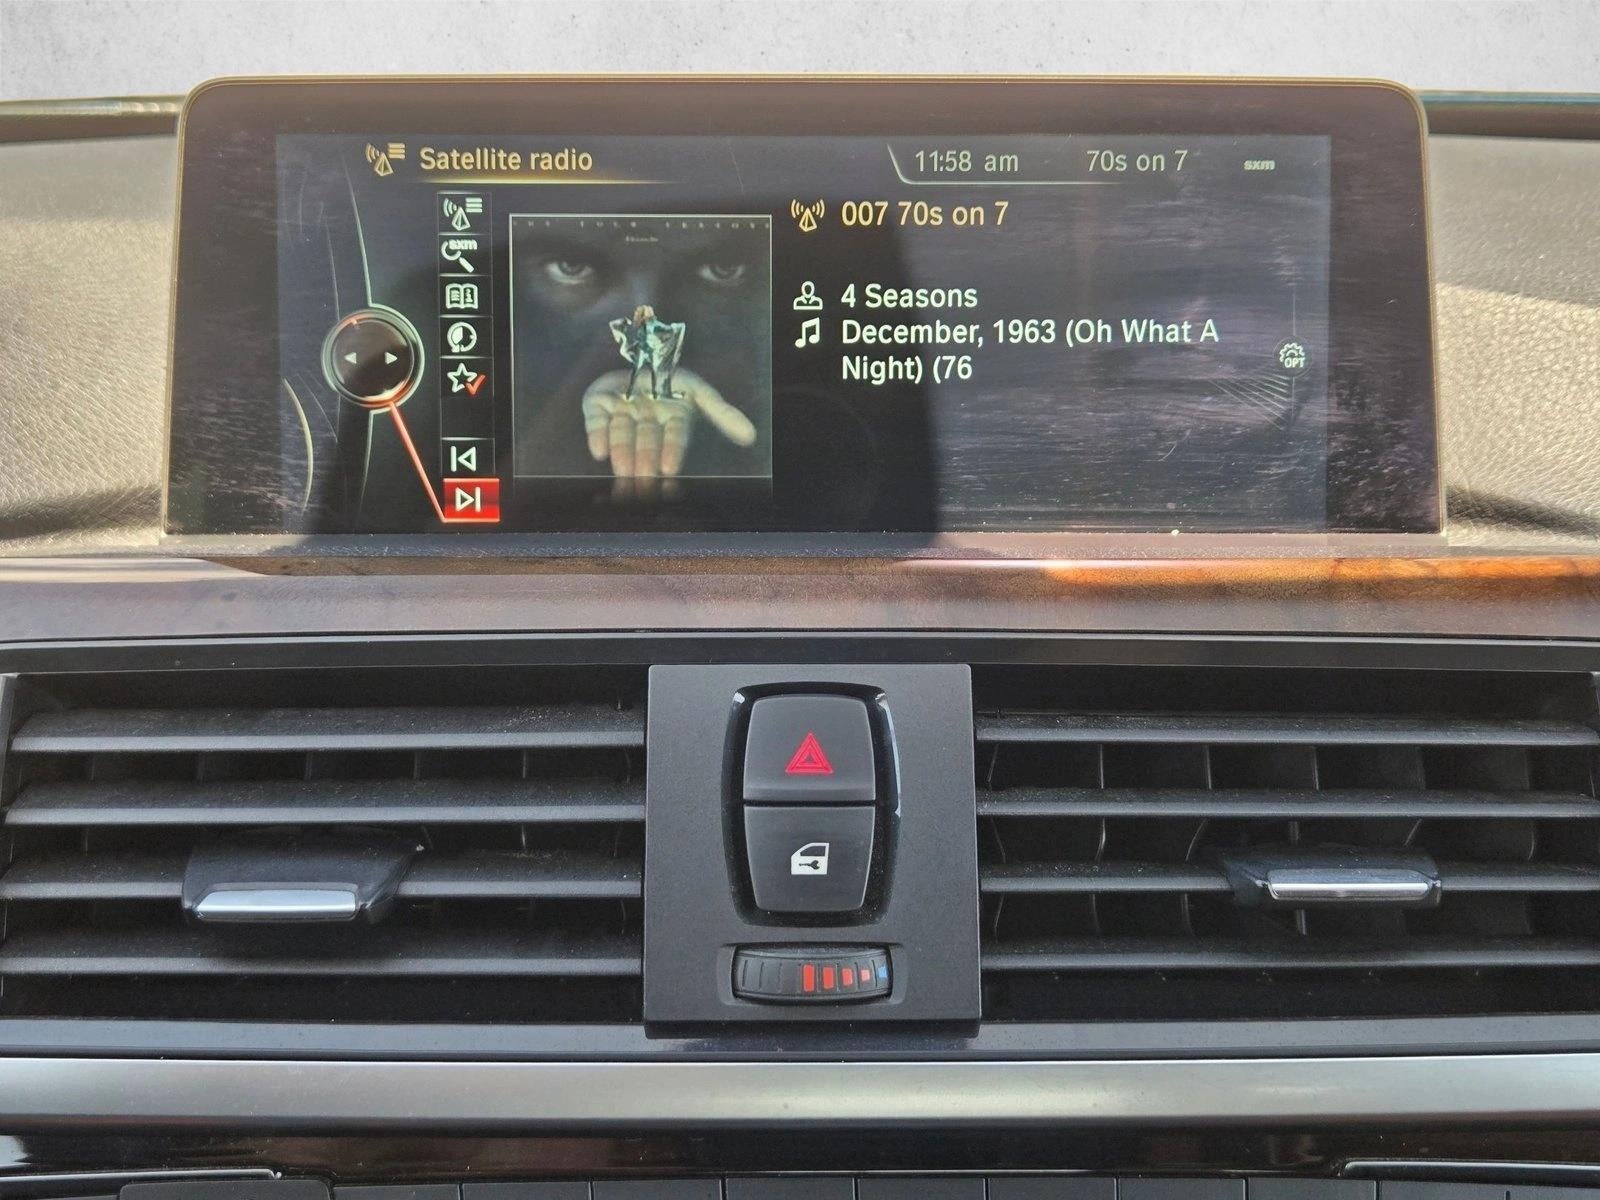 Satellite radio
11:58 am
70s on 7
sxm
sxm
007 70s on 7
4 Seasons
December, 1963 (Oh What A
Night) (76
OPT